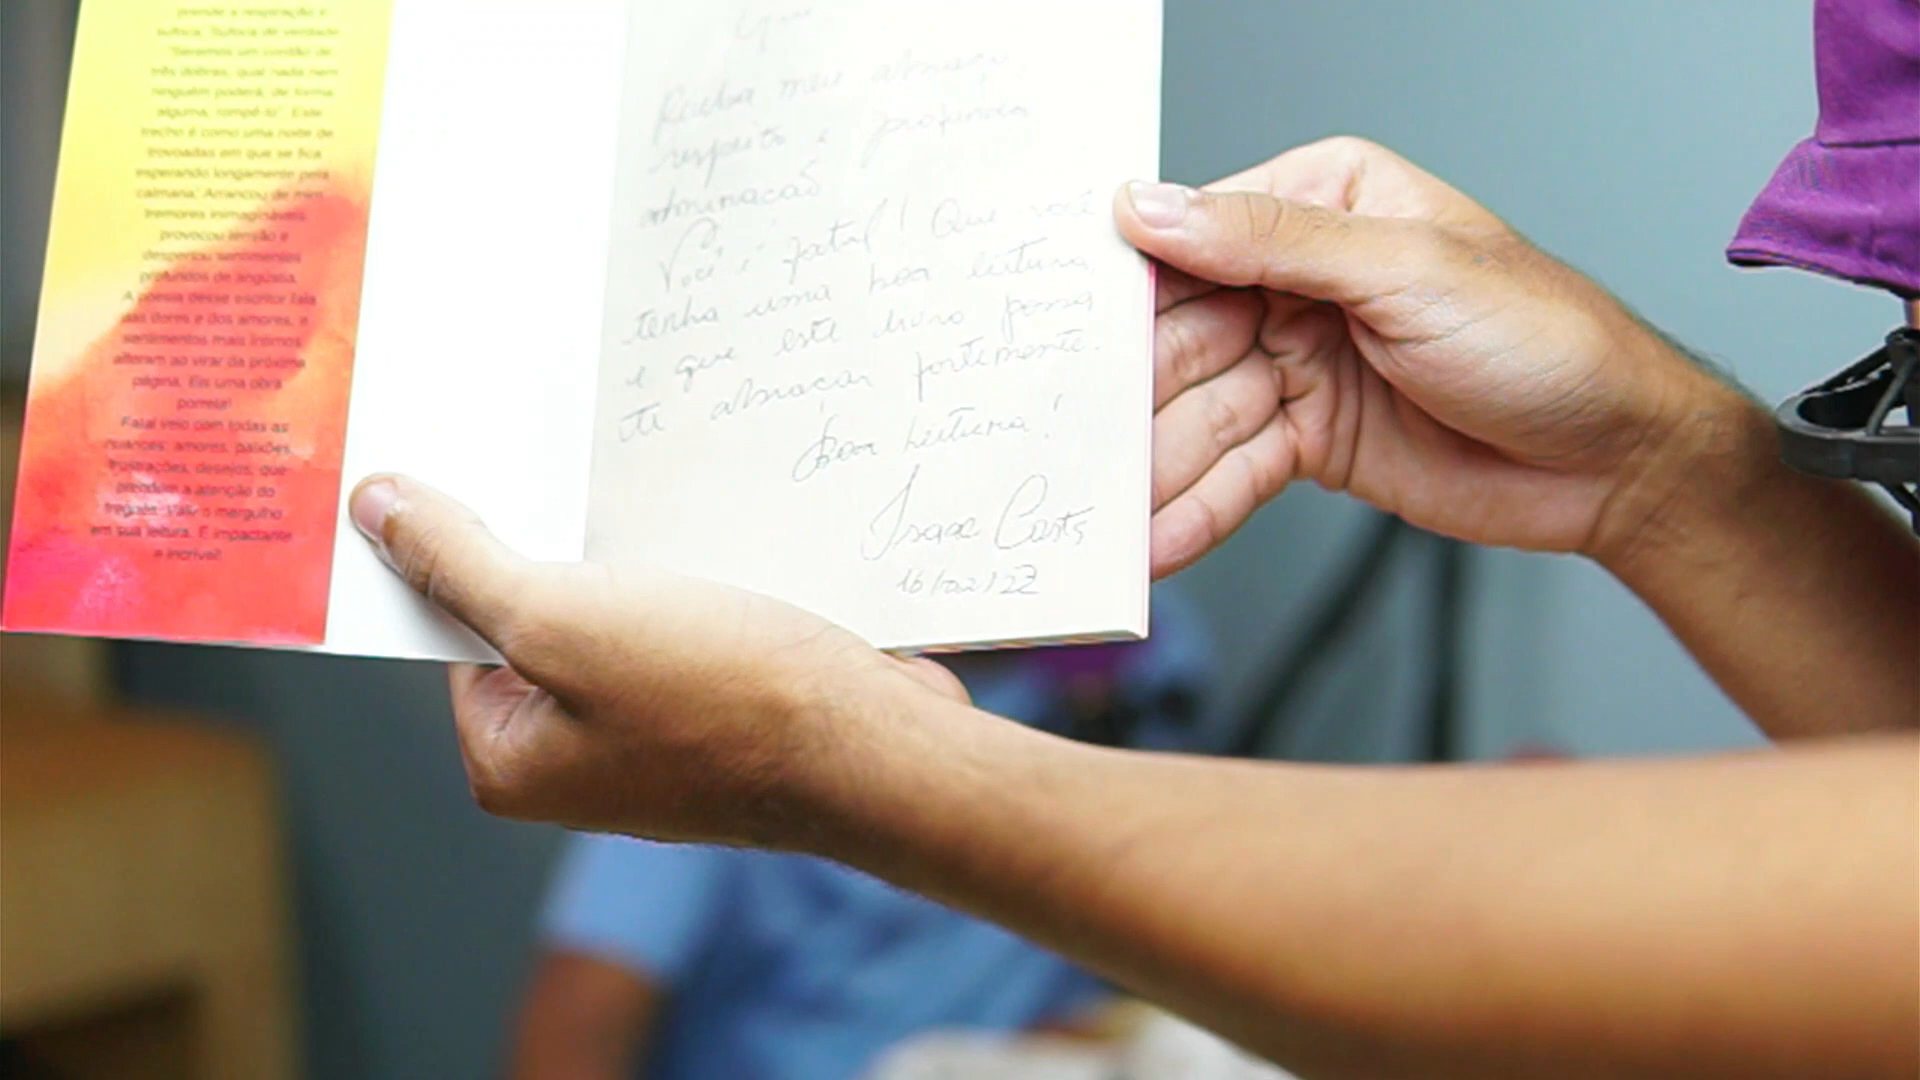 prende a respiração e
sufoca. Sufoca de verdade
"Seremos um cordão de
três dobras; qual nada nem
ninguém poderá, de forma
alguma, rompê-lo". Este
trecho é como uma noite de
trovoadas em que se fica
esperando longamente pela
calmaria. Arrancou de mim
tremores inimagináveis,
provocou tensão e
despertou sentimentos
profundos de angústia.
A poesia desse escritor fala
das dores e dos amores, e
sentimentos mais íntimos
afloram ao virar da próxima
página. Eis uma obra
porreta!
Fatal veio com todas as
nuances: amores, paixões,
frustrações, desejos, que
prendem a atenção do
freguês. Vale o mergulho
em sua leitura. É impactante
e incrível!
Receba meu abraço,
respeito e profunda
admiração
Você é fatal! Que você
tenha uma boa leitura
e que este livro possa
te abraçar fortemente.
Boa Leitura!
Isaac Costa
16/02/22